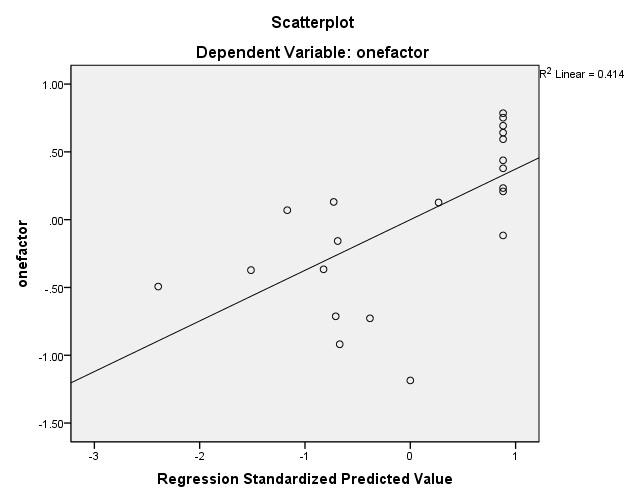 Scatterplot
Dependent Variable: onefactor
R2 Linear = 0.414
1.00
.50
.00
-.50
-1.00
-1.50
onefactor
-3
-2
-1
0
1
Regression Standardized Predicted Value